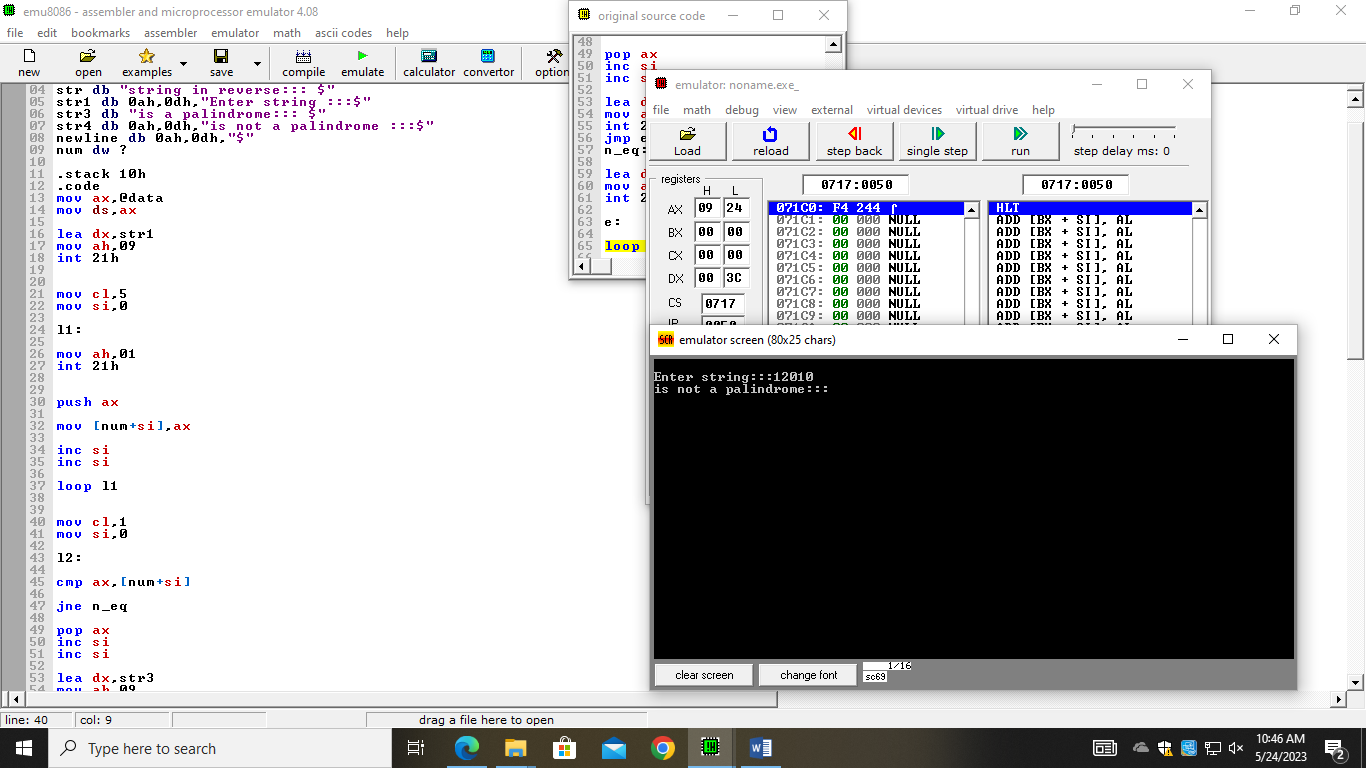 emu8086 - assembler and microprocessor emulator 4.08
file edit bookmarks assembler emulator math ascii codes help
new open examples save compile emulate calculator convertor option
04 str db "string in reverse::: $"
05 str1 db 0ah,0dh,"Enter string :::$"
06 str3 db "is a palindrome::: $"
07 str4 db 0ah,0dh,"is not a palindrome :::$"
08 newline db 0ah,0dh,"$"
09 num dw ?
10
11 .stack 10h
12 .code
13 mov ax,@data
14 mov ds,ax
15
16 lea dx,str1
17 mov ah,09
18 int 21h
19
20
21 mov cl,5
22 mov si,0
23
24 l1:
25
26 mov ah,01
27 int 21h
28
29
30 push ax
31
32 mov [num+si],ax
33
34 inc si
35 inc si
36
37 loop l1
38
39
40 mov cl,1
41 mov si,0
42
43 l2:
44
45 cmp ax,[num+si]
46
47 jne n_eq
48
49 pop ax
50 inc si
51 inc si
52
53 lea dx,str3
54 mov ah,09
line: 40 col: 9 drag a file here to open
original source code
48
49 pop ax
50 inc si
51 inc s
52
53 lea d
54 mov a
55 int 2
56 jmp e
57 n_eq:
58
59 lea d
60 mov a
61 int 2
62
63 e:
64
65 loop
66
emulator: noname.exe_
file math debug view external virtual devices virtual drive help
Load reload step back single step run step delay ms: 0
registers
H L
AX 09 24
BX 00 00
CX 00 00
DX 00 3C
CS 0717
IP 0050
0717:0050 0717:0050
071C0: F4 244 ⌠ HLT
071C1: 00 000 NULL ADD [BX + SI], AL
071C2: 00 000 NULL ADD [BX + SI], AL
071C3: 00 000 NULL ADD [BX + SI], AL
071C4: 00 000 NULL ADD [BX + SI], AL
071C5: 00 000 NULL ADD [BX + SI], AL
071C6: 00 000 NULL ADD [BX + SI], AL
071C7: 00 000 NULL ADD [BX + SI], AL
071C8: 00 000 NULL ADD [BX + SI], AL
071C9: 00 000 NULL ADD [BX + SI], AL
emulator screen (80x25 chars)
Enter string:::12010
is not a palindrome:::
clear screen change font 1/16
sc69
Type here to search
10:46 AM
5/24/2023
2